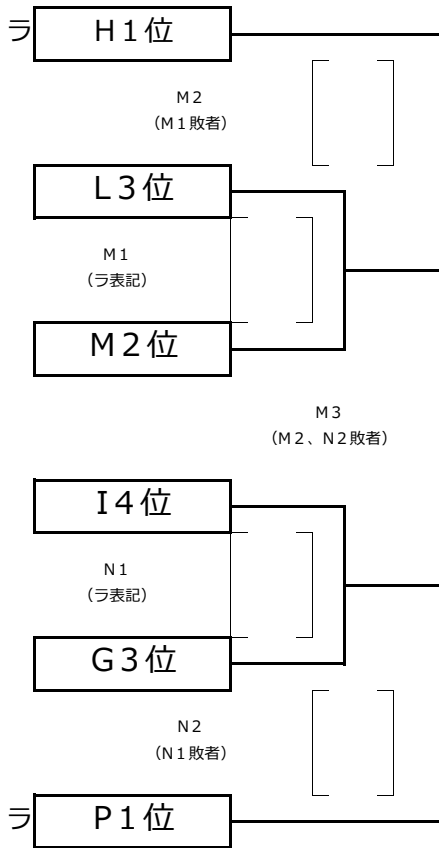 ラ H1位
M2
（M1敗者）
L3位
M1
（ラ表記）
M2位
M3
（M2、N2敗者）
I4位
N1
（ラ表記）
G3位
N2
（N1敗者）
ラ P1位